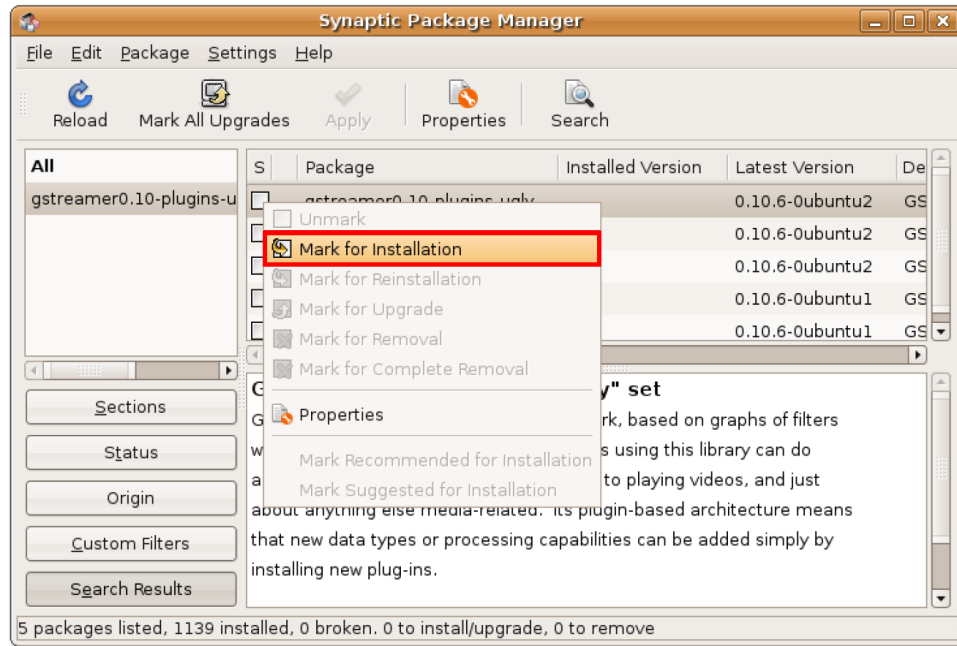 Synaptic Package Manager
File Edit Package Settings Help
Reload Mark All Upgrades Apply Properties Search
All
gstreamer0.10-plugins-u
S Package Installed Version Latest Version De
gstreamer0.10-plugins-ugly 0.10.6-0ubuntu2 GS
0.10.6-0ubuntu2 GS
0.10.6-0ubuntu2 GS
0.10.6-0ubuntu1 GS
0.10.6-0ubuntu1 GS
Unmark
Mark for Installation
Mark for Reinstallation
Mark for Upgrade
Mark for Removal
Mark for Complete Removal
Properties
Mark Recommended for Installation
Mark Suggested for Installation
Sections
Status
Origin
Custom Filters
Search Results
G y" set
G rk, based on graphs of filters
w s using this library can do
a to playing videos, and just
about anything else media-related. Its plugin-based architecture means
that new data types or processing capabilities can be added simply by
installing new plug-ins.
5 packages listed, 1139 installed, 0 broken. 0 to install/upgrade, 0 to remove